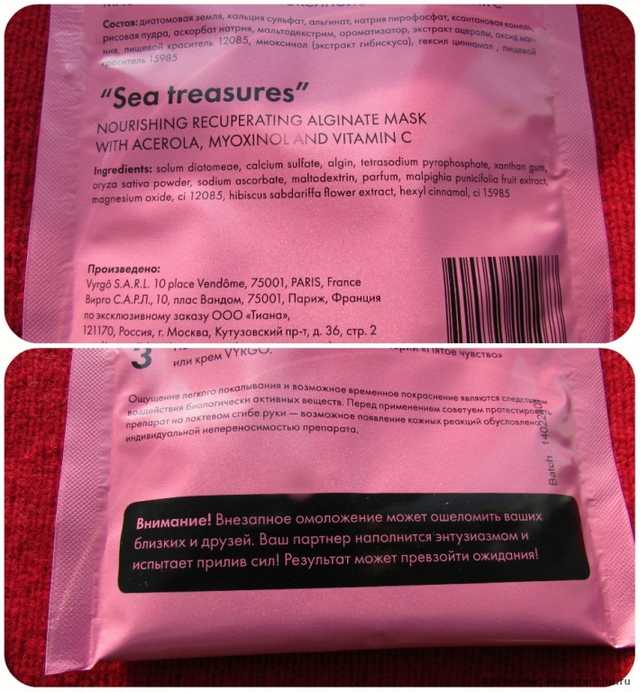 Состав: диатомовая земля, кальция сульфат, альгинат, натрия пирофосфат, ксантановая
рисовая пудра, аскорбат натрия, мальтодекстрин, ароматизатор, экстракт ацеролы, оксид
ния, пищевой краситель 12085, миоксинол (экстракт гибискуса), гексил циннамал, пищевой
краситель 15985
“Sea treasures”
NOURISHING RECUPERATING ALGINATE MASK
WITH ACEROLA, MYOXINOL AND VITAMIN C
Ingredients: solum diatomeae, calcium sulfate, algin, tetrasodium pyrophosphate, xanthan gum,
oryza sativa powder, sodium ascorbate, maltodextrin, parfum, malpighia punicifolia fruit extract,
magnesium oxide, ci 12085, hibiscus sabdariffa flower extract, hexyl cinnamal, ci 15985
Произведено:
Vyrgô S.A.R.L. 10 place Vendôme, 75001, PARIS, France
Вирго С.А.Р.Л., 10, плас Вандом, 75001, Париж, Франция
по эксклюзивному заказу ООО «Тиана»,
121170, Россия, г. Москва, Кутузовский пр-т, д. 36, стр. 2
3
«Пятое чувство»
или крем VYRGO.
Ощущение легкого покалывания и возможное временное покраснение являются
воздействия биологически активных веществ. Перед применением советуем
препарат на локтевом сгибе руки — возможное появление кожных реакций обусловлено
индивидуальной непереносимостью препарата.
Batch
Внимание! Внезапное омоложение может ошеломить ваших
близких и друзей. Ваш партнер наполнится энтузиазмом и
испытает прилив сил! Результат может превзойти ожидания!